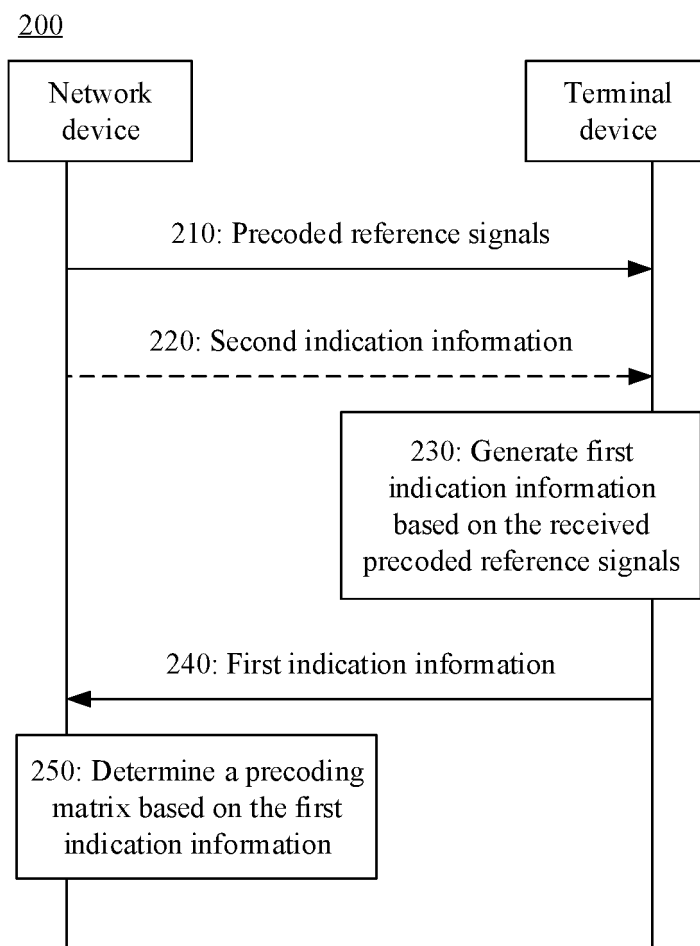 200
Network
device
Terminal
device
210: Precoded reference signals
220: Second indication information
230: Generate first
indication information
based on the received
precoded reference signals
240: First indication information
250: Determine a precoding
matrix based on the first
indication information